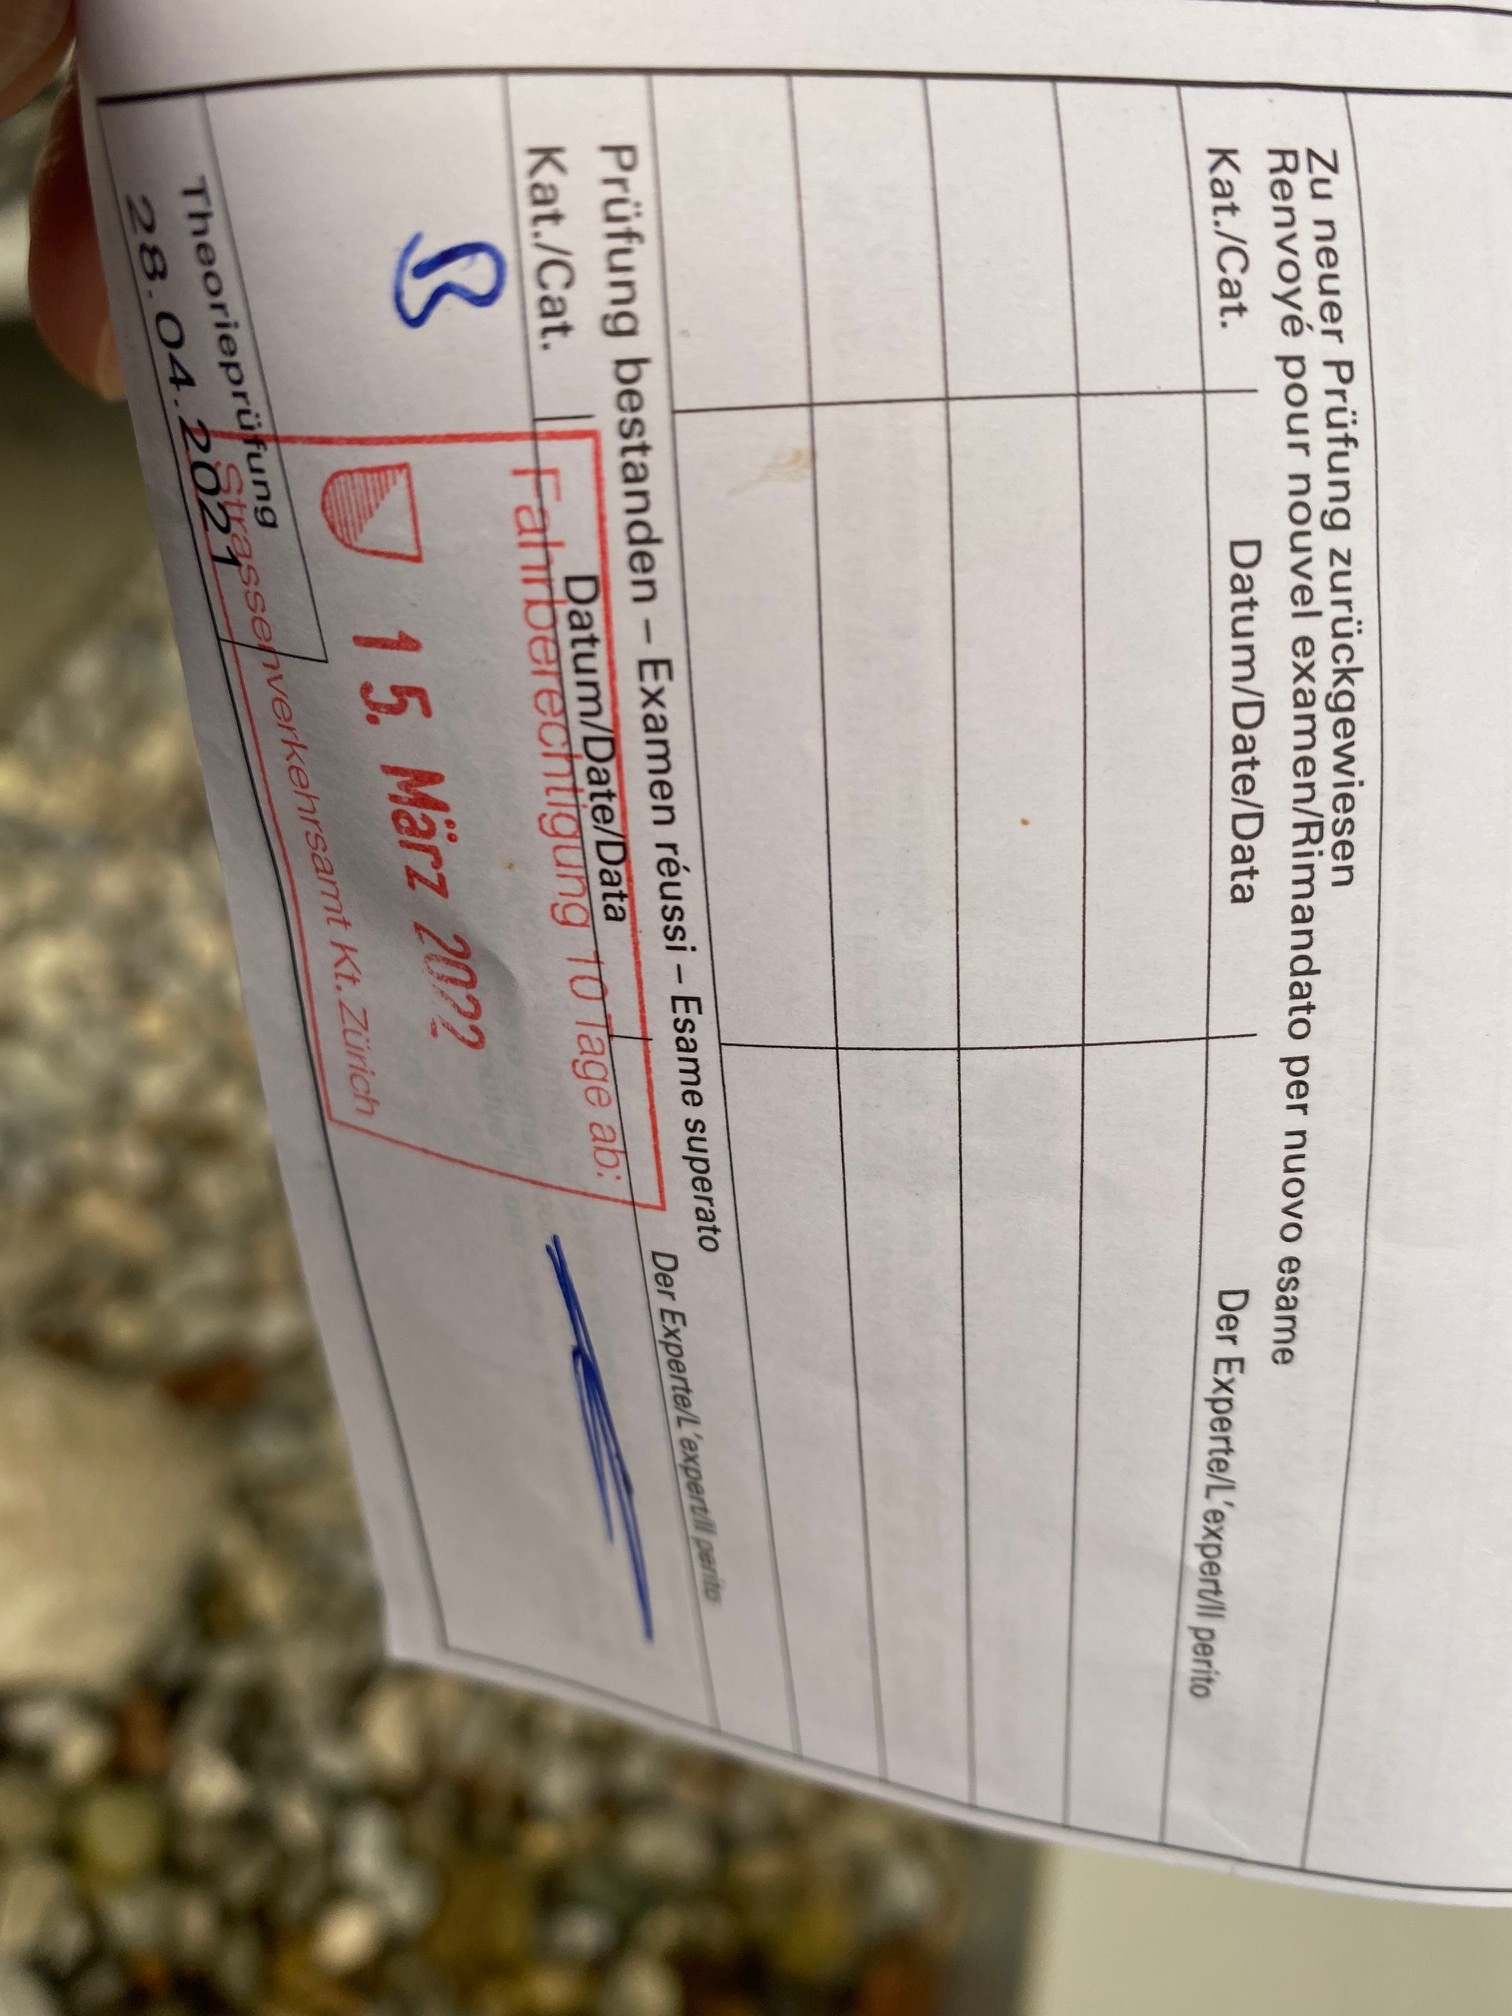 Zu neuer Prüfung zurückgewiesen
Renvoyé pour nouvel examen/Rimandato per nuovo esame
Kat./Cat. Datum/Date/Data Der Experte/L'expert/Il perito
Prüfung bestanden – Examen réussi – Esame superato
Kat./Cat. Datum/Date/Data Der Experte/L'expert/Il perito
Fahrberechtigung 10 Tage ab:
B 15. März 2022
Strassenverkehrsamt Kt. Zürich
Theorieprüfung
28.04.2021